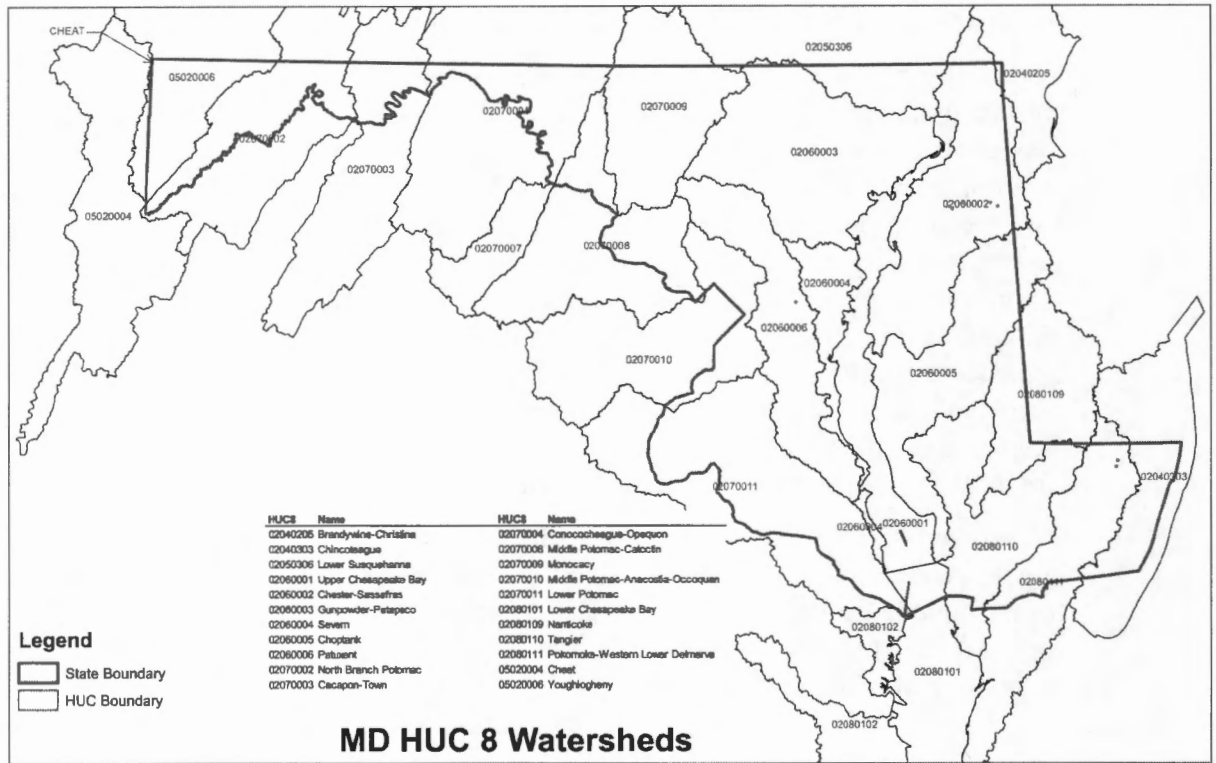 CHEAT
02050306
05020006
02040205
02070004
02070009
02070002
02060003
02070003
05020004
02060002
02070007
02070008
02060004
02060006
02070010
02060005
02080109
02070011
02040303
02060004
02060001
02080110
02080111
02080102
02080101
02080102
HUC8 Name HUC8 Name
02040205 Brandywine-Christina 02070004 Conococheague-Opequon
02040303 Chincoteague 02070008 Middle Potomac-Catoctin
02050306 Lower Susquehanna 02070009 Monocacy
02060001 Upper Chesapeake Bay 02070010 Middle Potomac-Anacostia-Occoquan
02060002 Chester-Sassafras 02070011 Lower Potomac
02060003 Gunpowder-Patapsco 02080101 Lower Chesapeake Bay
02060004 Severn 02080109 Nanticoke
02060005 Choptank 02080110 Tangier
02060006 Patuxent 02080111 Pokomoke-Western Lower Delmarva
02070002 North Branch Potomac 05020004 Cheat
02070003 Cacapon-Town 05020006 Youghiogheny
Legend
State Boundary
HUC Boundary
MD HUC 8 Watersheds